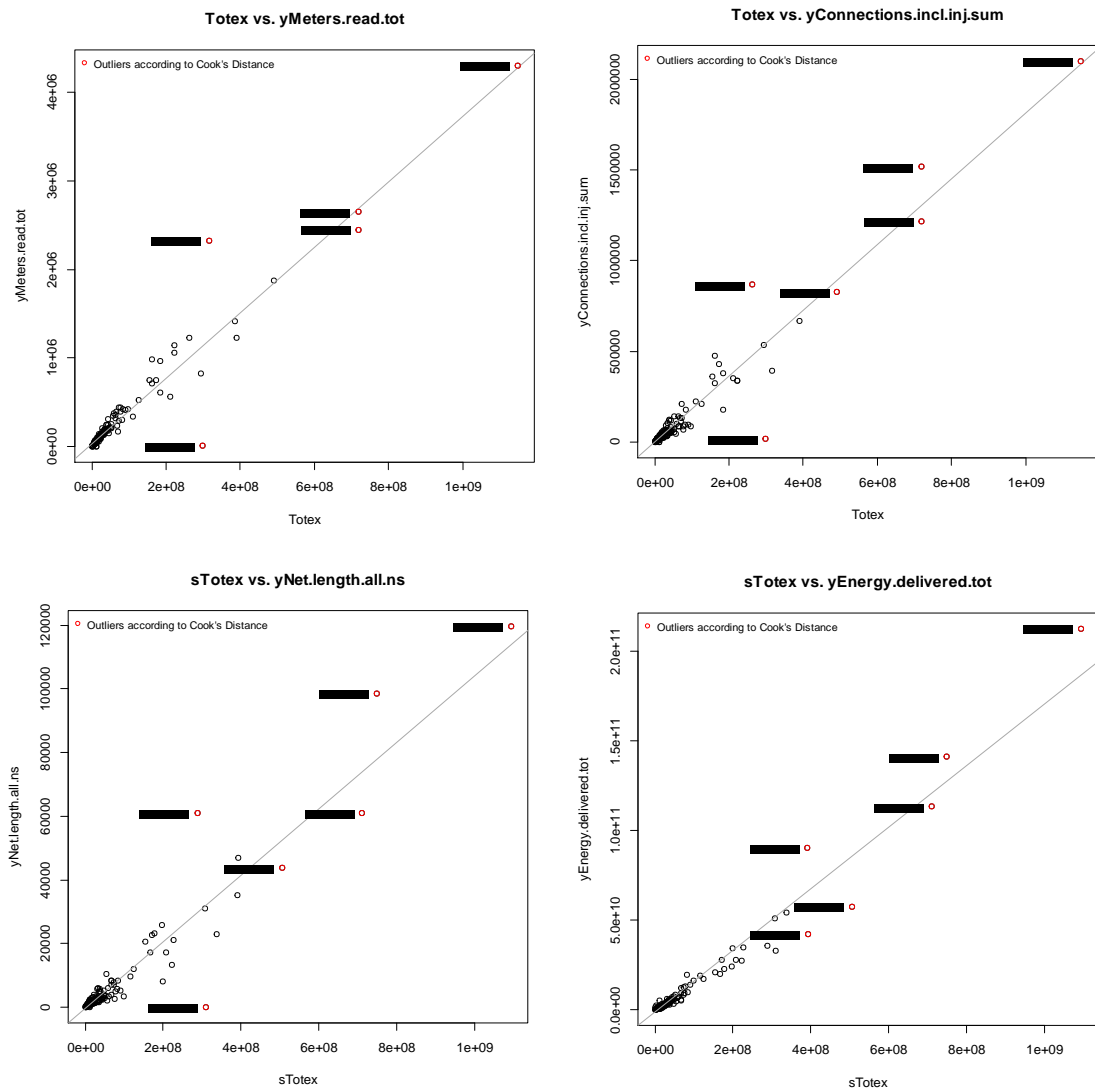 Totex vs. yMeters.read.tot
Outliers according to Cook's Distance
yMeters.read.tot
0e+00 1e+06 2e+06 3e+06 4e+06
0e+00 2e+08 4e+08 6e+08 8e+08 1e+09
Totex
Totex vs. yConnections.incl.inj.sum
Outliers according to Cook's Distance
yConnections.incl.inj.sum
0 500000 1000000 1500000 2000000
0e+00 2e+08 4e+08 6e+08 8e+08 1e+09
Totex
sTotex vs. yNet.length.all.ns
Outliers according to Cook's Distance
yNet.length.all.ns
0 20000 40000 60000 80000 100000 120000
0e+00 2e+08 4e+08 6e+08 8e+08 1e+09
sTotex
sTotex vs. yEnergy.delivered.tot
Outliers according to Cook's Distance
yEnergy.delivered.tot
0.0e+00 5.0e+10 1.0e+11 1.5e+11 2.0e+11
0e+00 2e+08 4e+08 6e+08 8e+08 1e+09
sTotex